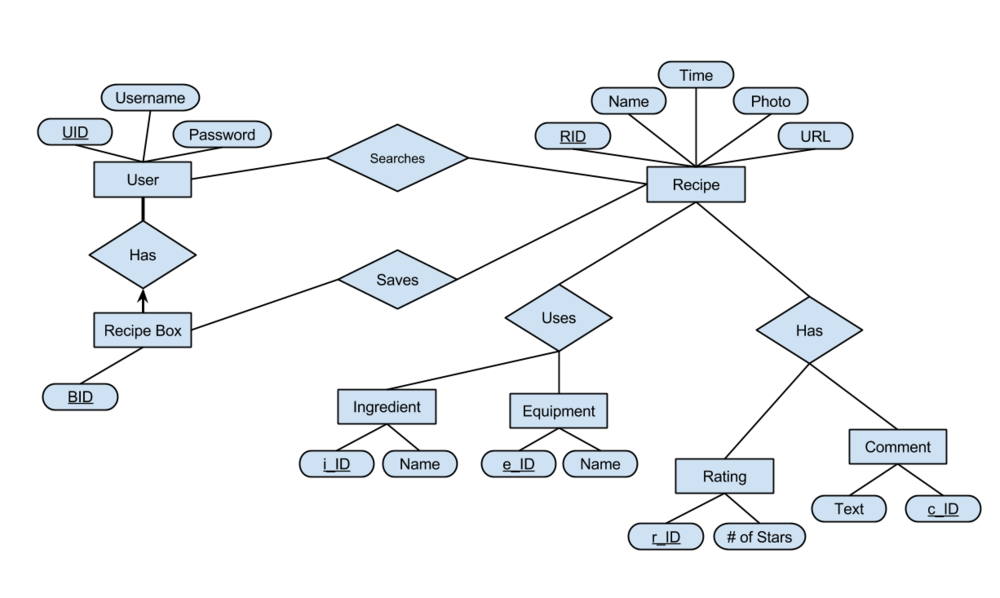 Time
Username
Name
Photo
UID
Password
RID
URL
Searches
User
Recipe
Has
Saves
Uses
Recipe Box
Has
BID
Ingredient
Equipment
Comment
i_ID
Name
e_ID
Name
Rating
Text
c_ID
r_ID
# of Stars